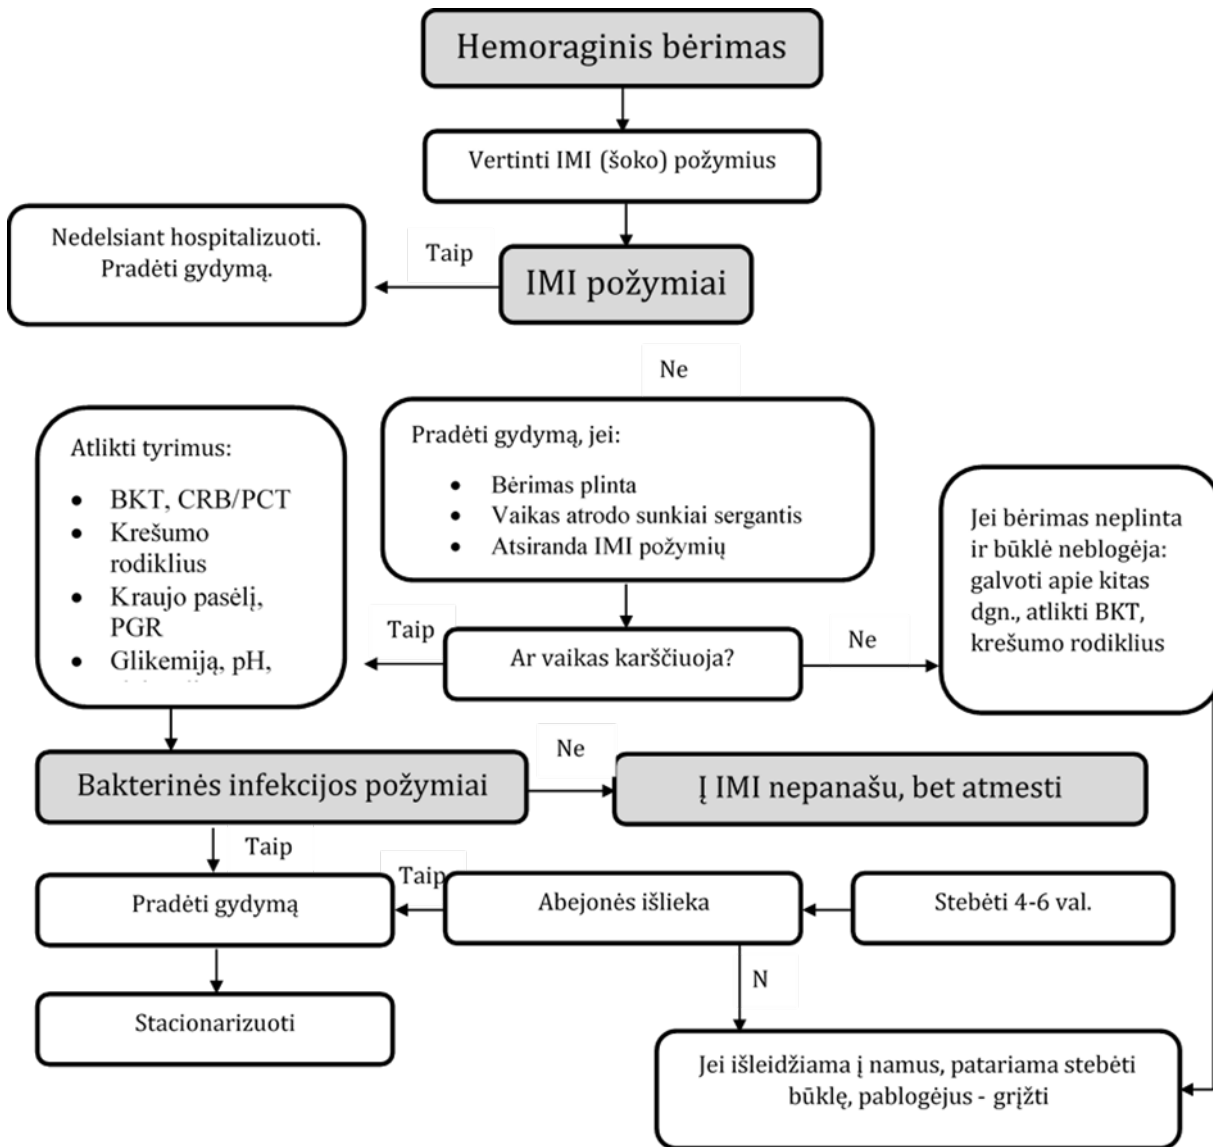 Hemoraginis bėrimas
Vertinti IMI (šoko) požymius
Nedelsiant hospitalizuoti.
Pradėti gydymą.
Taip
IMI požymiai
Ne
Atlikti tyrimus:
• BKT, CRB/PCT
• Krešumo
rodiklius
• Kraujo pasėlį,
PGR
• Glikemiją, pH,
Pradėti gydymą, jei:
• Bėrimas plinta
• Vaikas atrodo sunkiai sergantis
• Atsiranda IMI požymių
Jei bėrimas neplinta
ir būklė neblogėja:
galvoti apie kitas
dgn., atlikti BKT,
krešumo rodiklius
Taip
Ar vaikas karščiuoja?
Ne
Bakterinės infekcijos požymiai
Ne
Į IMI nepanašu, bet atmesti
Taip
Pradėti gydymą
Taip
Abejonės išlieka
Stebėti 4-6 val.
N
Stacionarizuoti
Jei išleidžiama į namus, patariama stebėti
būklę, pablogėjus - grįžti